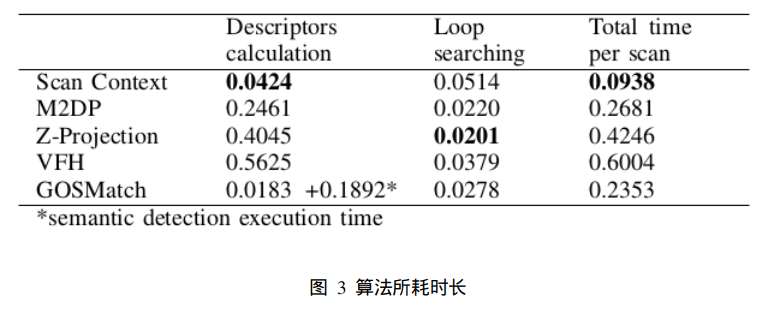 Descriptors Loop Total time
calculation searching per scan
Scan Context 0.0424 0.0514 0.0938
M2DP 0.2461 0.0220 0.2681
Z-Projection 0.4045 0.0201 0.4246
VFH 0.5625 0.0379 0.6004
GOSMatch 0.0183 +0.1892* 0.0278 0.2353
*semantic detection execution time
图 3 算法所耗时长